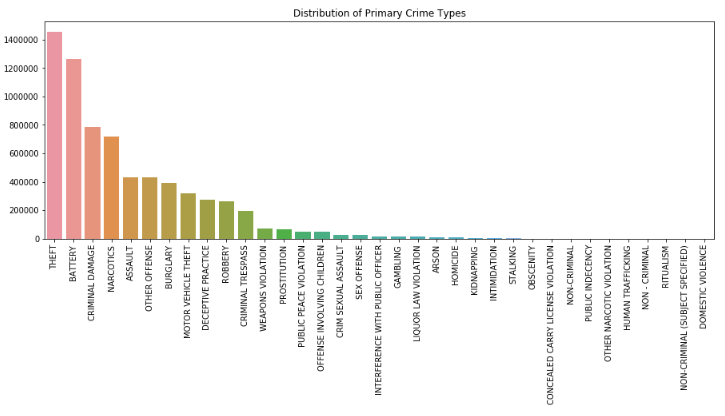 Distribution of Primary Crime Types
1400000
1200000
1000000
800000
600000
400000
200000
0
THEFT
BATTERY
CRIMINAL DAMAGE
NARCOTICS
ASSAULT
OTHER OFFENSE
BURGLARY
MOTOR VEHICLE THEFT
DECEPTIVE PRACTICE
ROBBERY
CRIMINAL TRESPASS
WEAPONS VIOLATION
PROSTITUTION
PUBLIC PEACE VIOLATION
OFFENSE INVOLVING CHILDREN
CRIM SEXUAL ASSAULT
SEX OFFENSE
INTERFERENCE WITH PUBLIC OFFICER
GAMBLING
LIQUOR LAW VIOLATION
ARSON
HOMICIDE
KIDNAPPING
INTIMIDATION
STALKING
OBSCENITY
CONCEALED CARRY LICENSE VIOLATION
NON-CRIMINAL
PUBLIC INDECENCY
OTHER NARCOTIC VIOLATION
HUMAN TRAFFICKING
NON - CRIMINAL
RITUALISM
NON-CRIMINAL (SUBJECT SPECIFIED)
DOMESTIC VIOLENCE